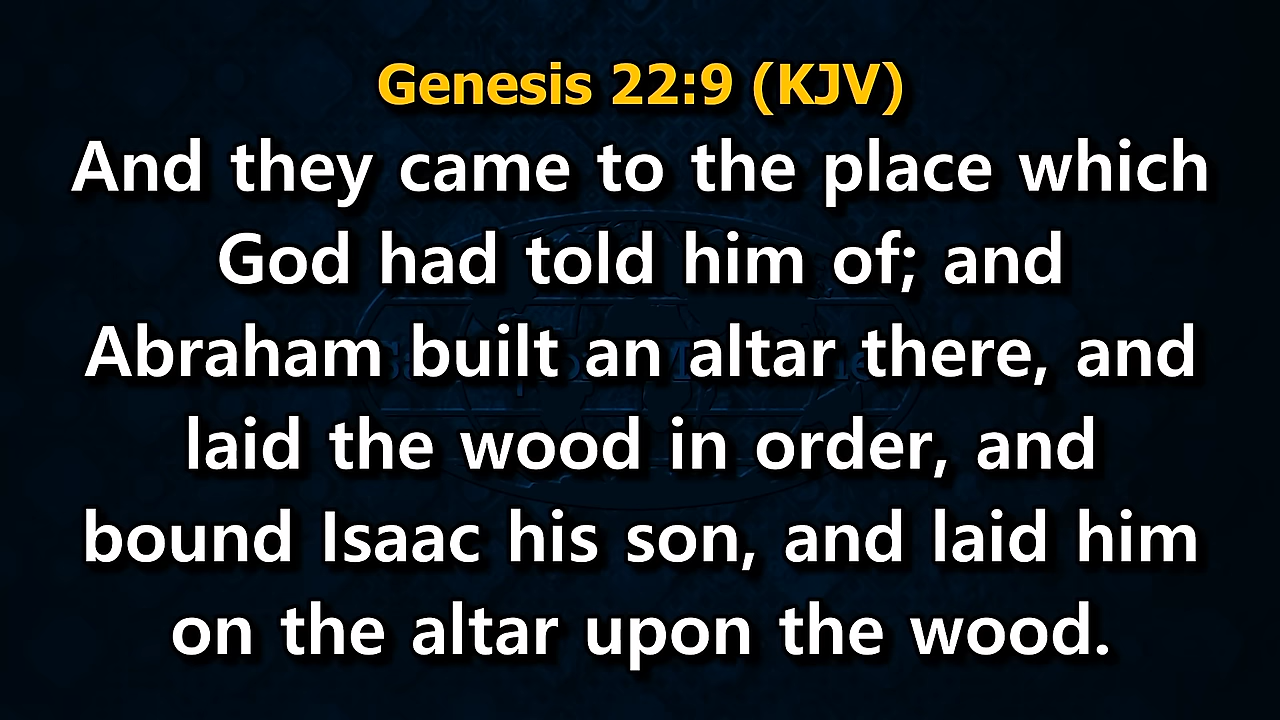 Genesis 22:9 (KJV)
And they came to the place which
God had told him of; and
Abraham built an altar there, and
laid the wood in order, and
bound Isaac his son, and laid him
on the altar upon the wood.